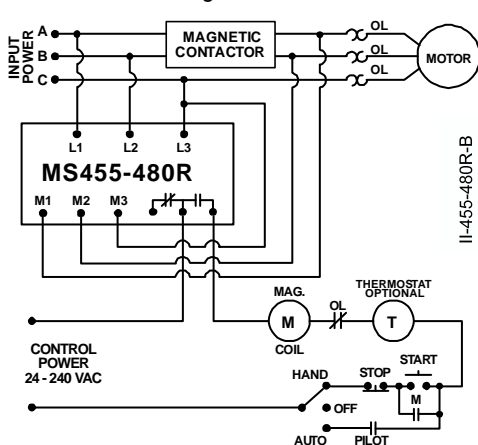 INPUT
POWER
A
B
C
MAGNETIC
CONTACTOR
OL
OL
OL
MOTOR
L1 L2 L3
MS455-480R
M1 M2 M3
II-455-480R-B
MAG.
M
COIL
OL
THERMOSTAT
OPTIONAL
T
CONTROL
POWER
24 - 240 VAC
HAND
OFF
AUTO
STOP
START
M
PILOT